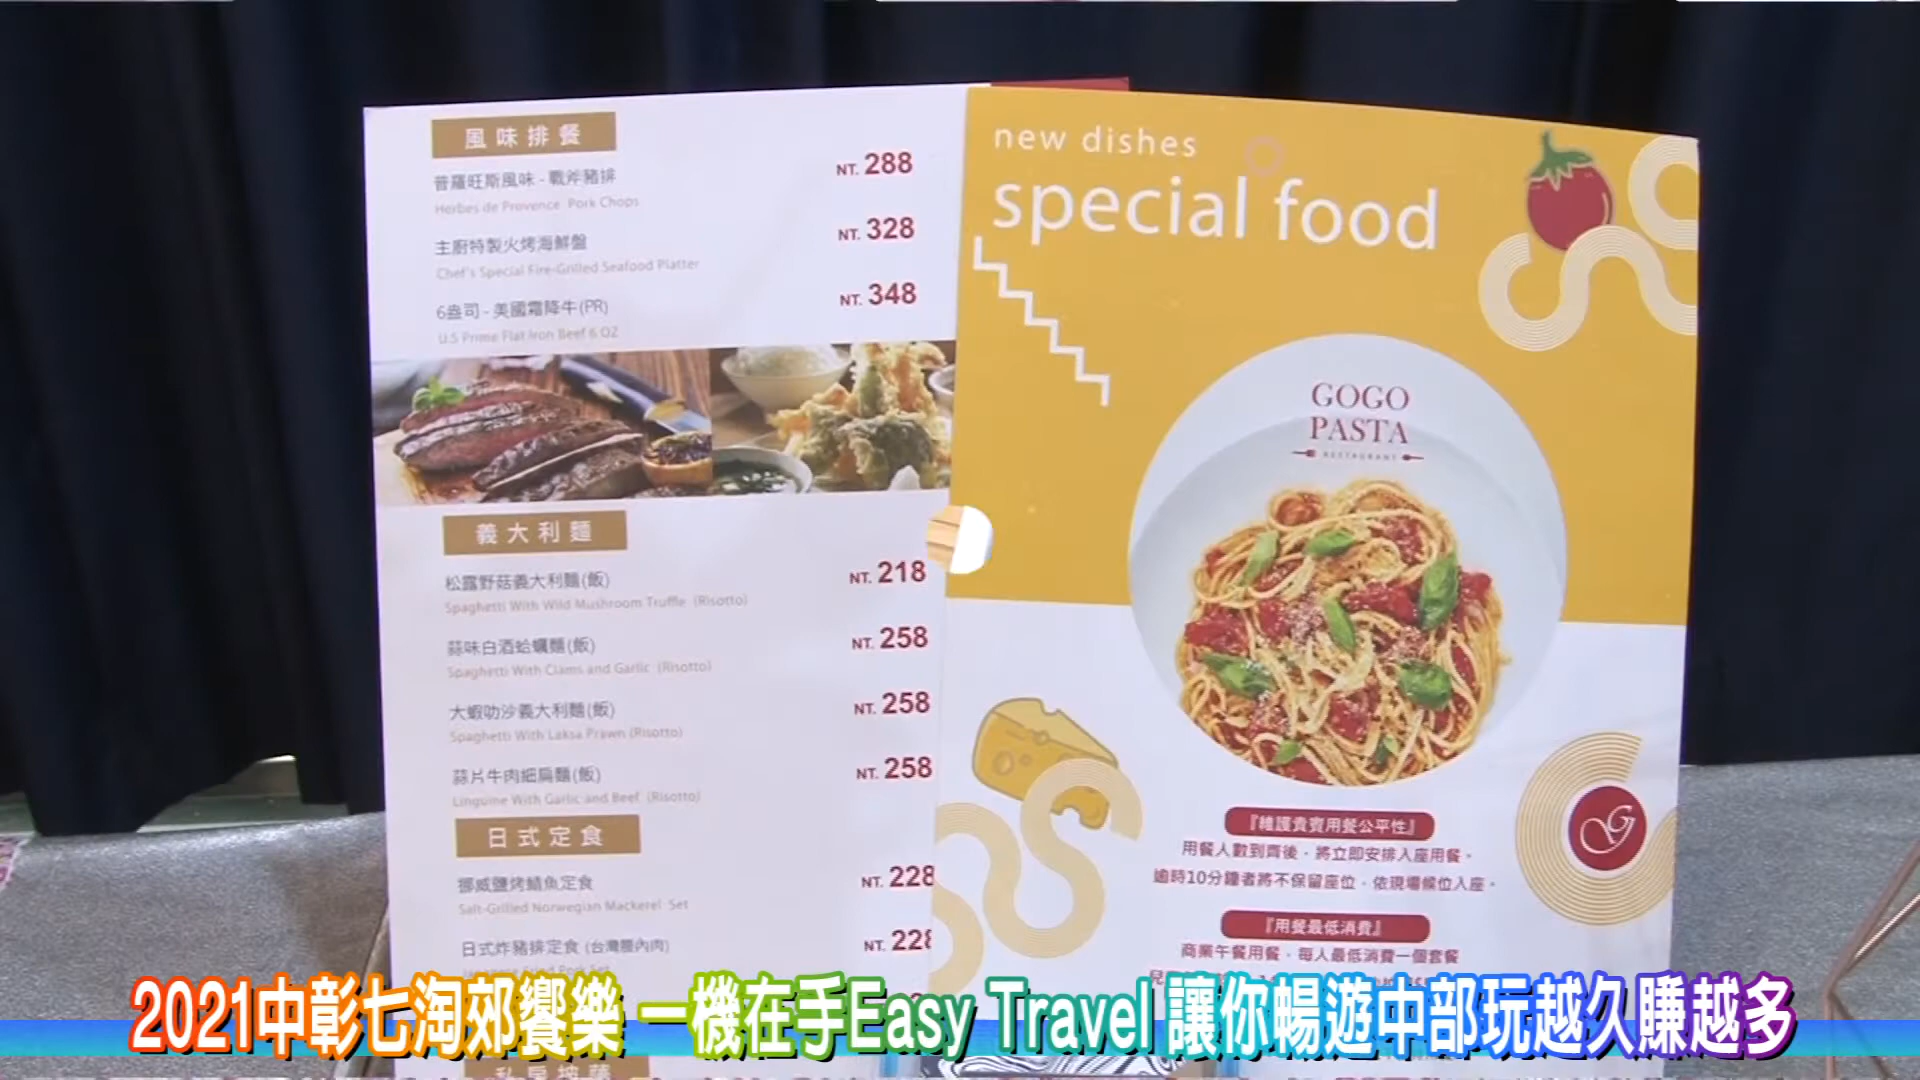 風味排餐
普羅旺斯風味-戰斧豬排
NT. 288
Herbes de Provence Pork Chops
主廚特製火烤海鮮盤
NT. 328
Chef's Special Fire-Grilled Seafood Platter
6盎司-美國霜降牛(PR)
NT. 348
U.S Prime Flat Iron Beef 6 OZ
義大利麵
松露野菇義大利麵(飯)
NT. 218
Spaghetti With Wild Mushroom Truffle (Risotto)
蒜味白酒蛤蠣麵(飯)
NT. 258
Spaghetti With Clams and Garlic (Risotto)
大蝦叻沙義大利麵(飯)
NT. 258
Spaghetti With Laksa Prawn (Risotto)
蒜片牛肉細扁麵(飯)
NT. 258
Linguine With Garlic and Beef (Risotto)
日式定食
挪威鹽烤鯖魚定食
NT. 228
Salt-Grilled Norwegian Mackerel Set
日式炸豬排定食 (台灣腰內肉)
NT. 228
new dishes
special food
GOGO
PASTA
RESTAURANT
『維護貴賓用餐公平性』
用餐人數到齊後，將立即安排入座用餐。
逾時10分鐘者將不保留座位，依現場候位入座。
『用餐最低消費』
商業午餐用餐，每人最低消費一個套餐
2021中彰七淘郊饗樂 一機在手Easy Travel 讓你暢遊中部玩越久賺越多